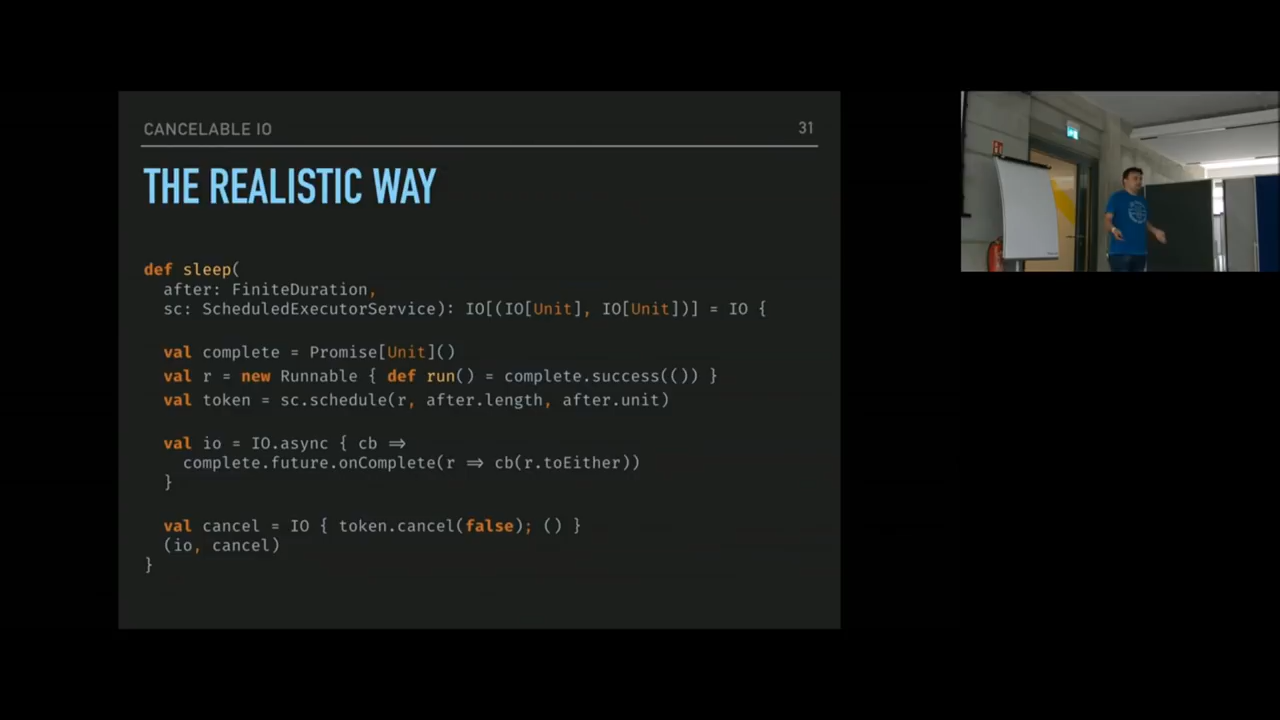 CANCELABLE IO
31
THE REALISTIC WAY
def sleep(
after: FiniteDuration,
sc: ScheduledExecutorService): IO[(IO[Unit], IO[Unit])] = IO {
val complete = Promise[Unit]()
val r = new Runnable { def run() = complete.success(()) }
val token = sc.schedule(r, after.length, after.unit)
val io = IO.async { cb ⇒
complete.future.onComplete(r ⇒ cb(r.toEither))
}
val cancel = IO { token.cancel(false); () }
(io, cancel)
}